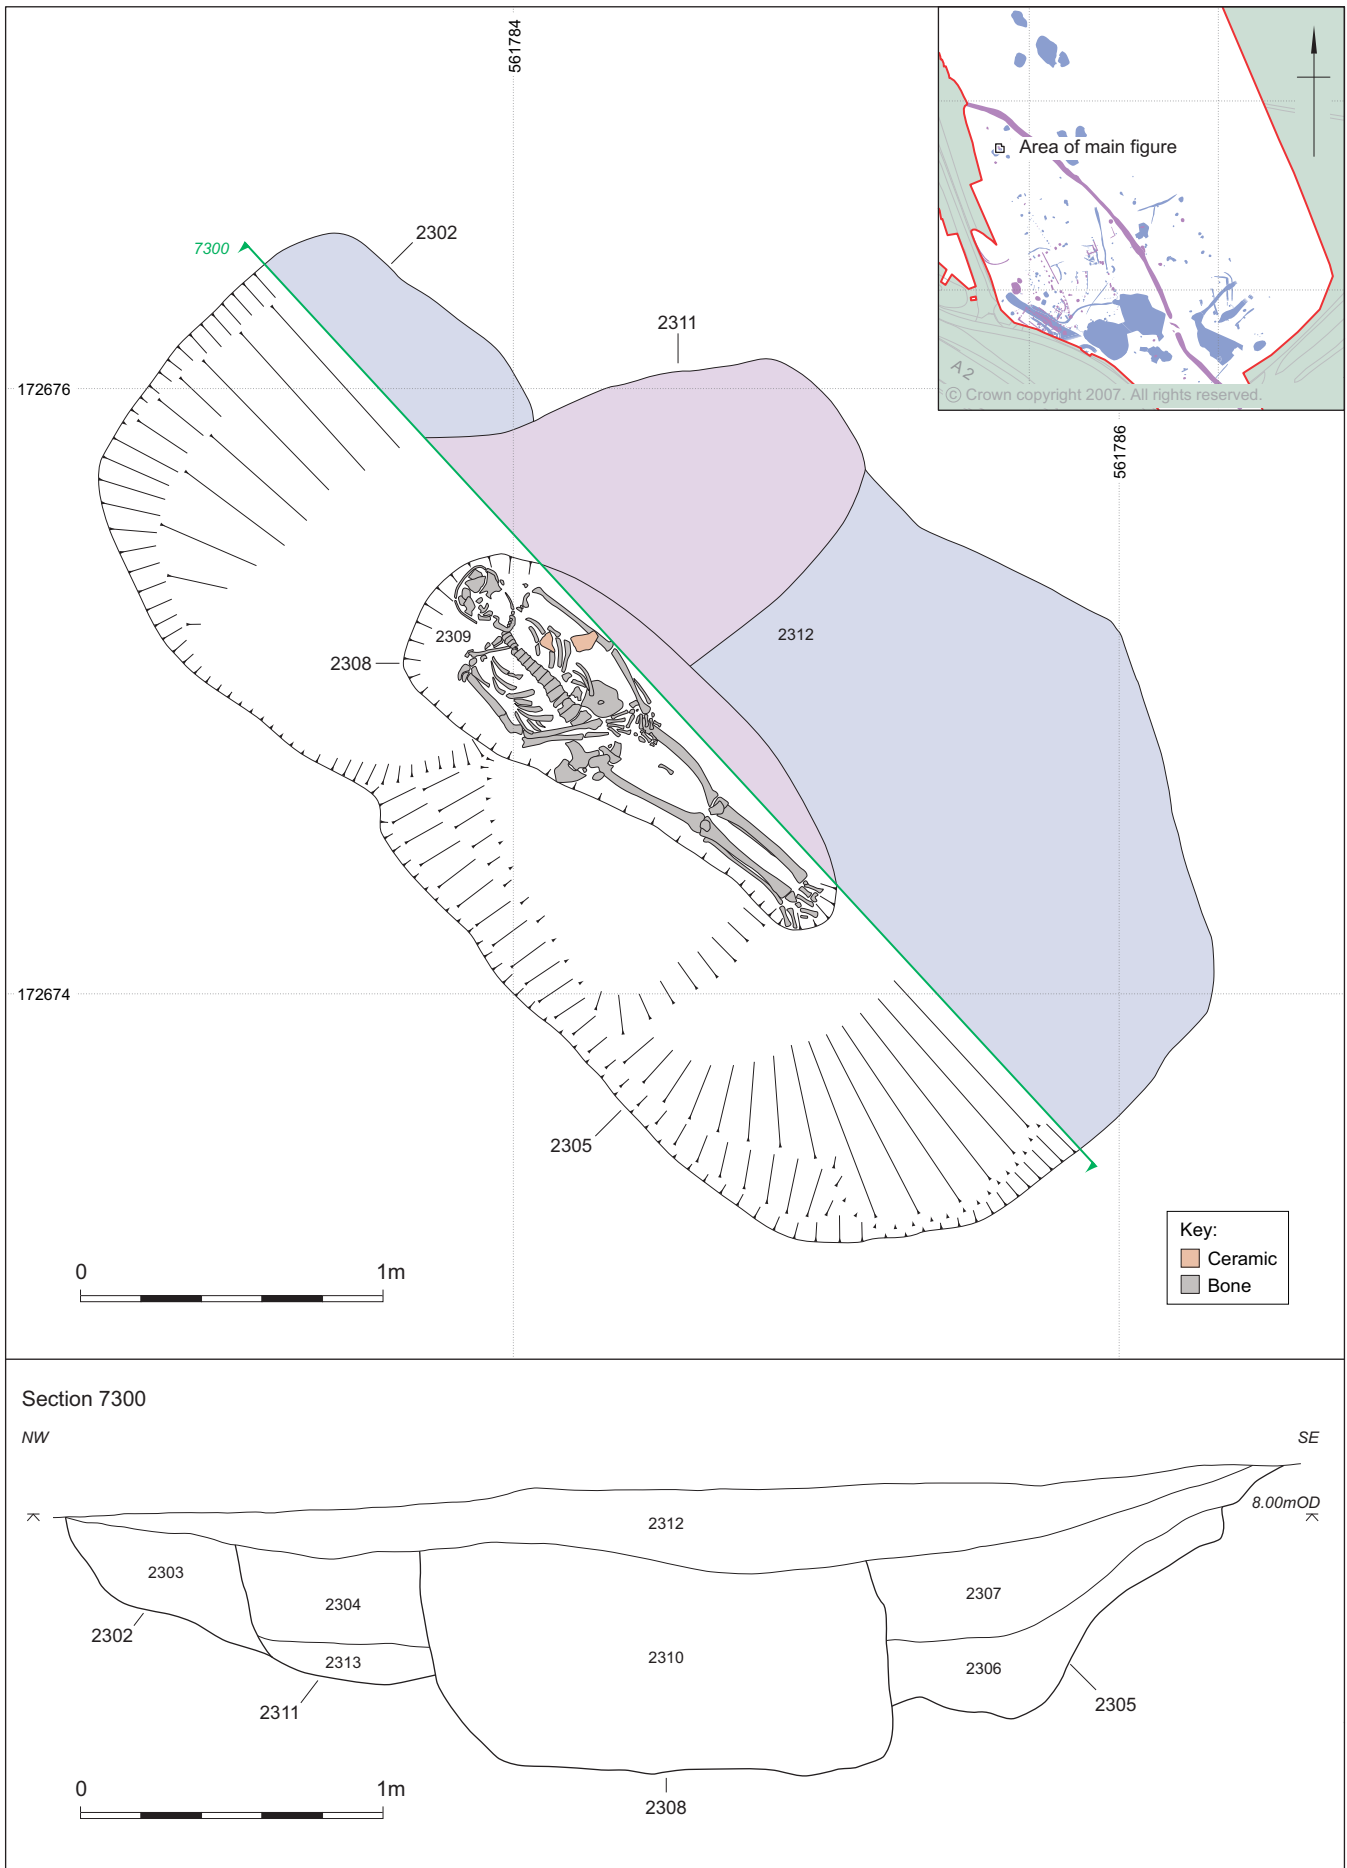 561784
Area of main figure
A2
© Crown copyright 2007. All rights reserved.
7300
2302
2311
172676
561786
2309
2308
2312
172674
2305
0 1m
Key:
Ceramic
Bone
Section 7300
NW SE
8.00mOD
2312
2303
2304
2307
2302
2313
2310
2306
2311
2305
0 1m
2308